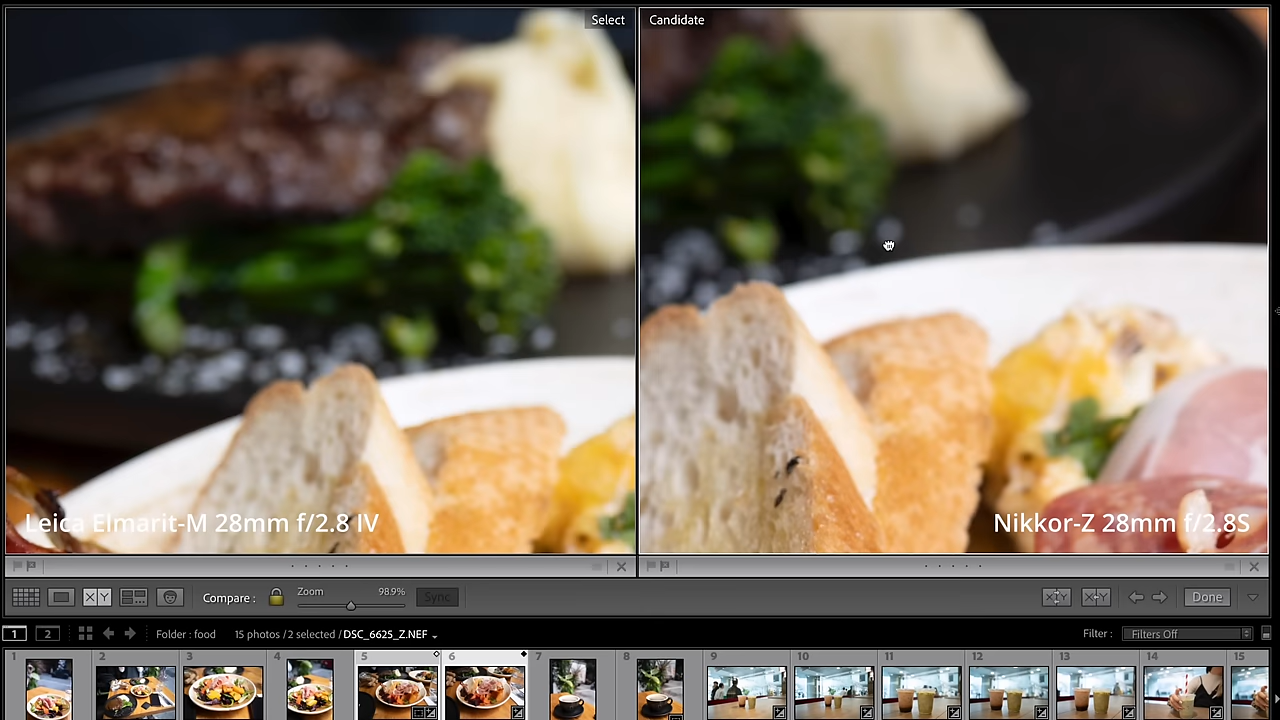 Select
Candidate
Leica Elmarit-M 28mm f/2.8 IV
Nikkor-Z 28mm f/2.8S
X Y
Compare :
Zoom
98.9%
Sync
Done
1
2
Folder : food
15 photos / 2 selected / DSC_6625_Z.NEF
Filter :
Filters Off
1 2 3 4 5 6 7 8 9 10 11 12 13 14 15